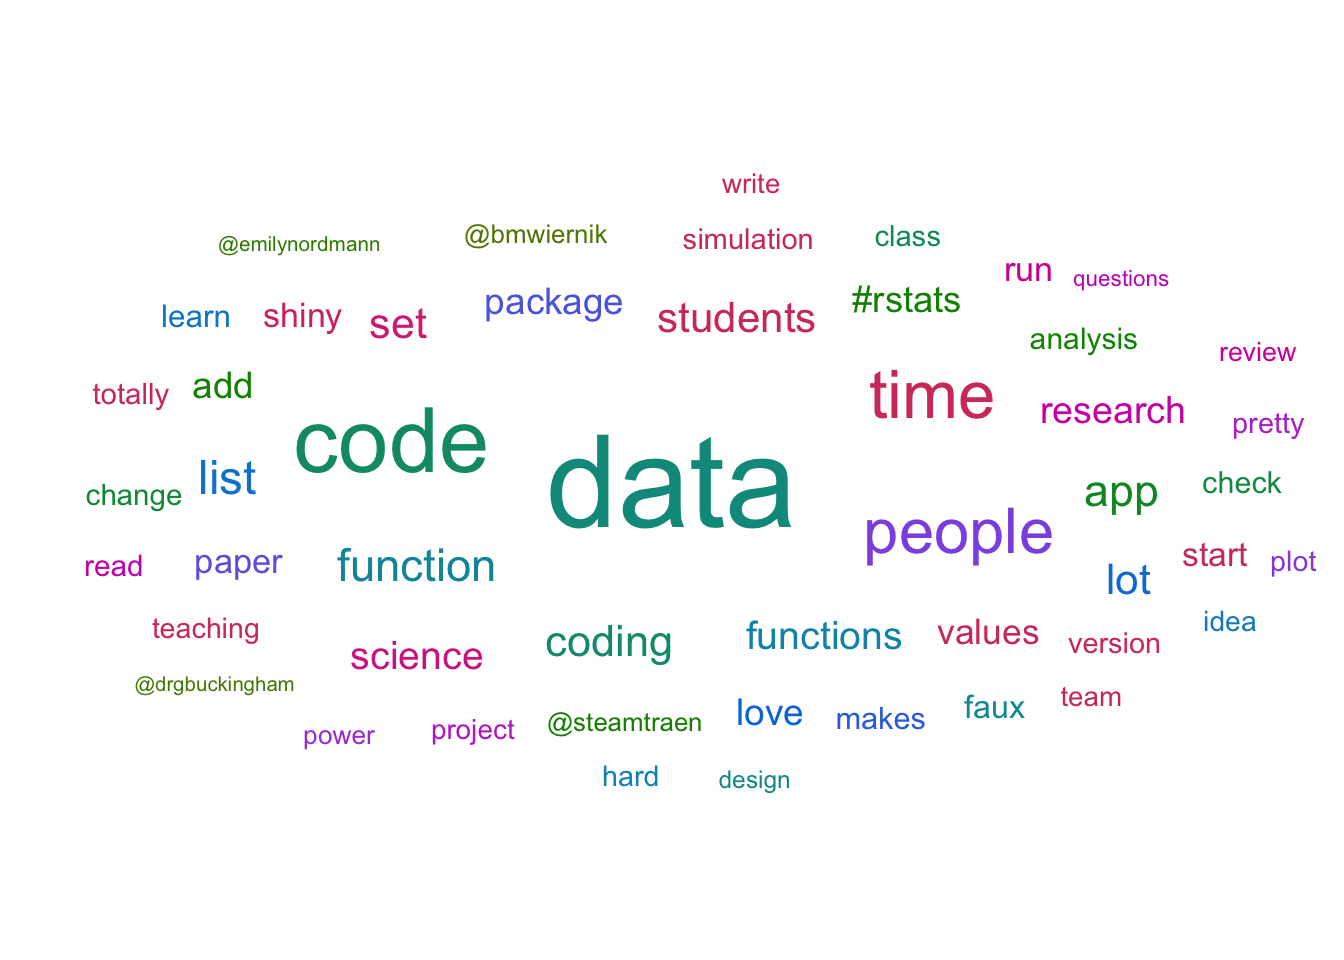 write
@emilynordmann @bmwiernik simulation class
run questions
learn shiny set package students #rstats
analysis review
totally add time research pretty
code data
change list app check
people
read paper function start plot
lot
teaching coding functions values version idea
science
@drgbuckingham
power project @steamtraen love makes faux team
hard design